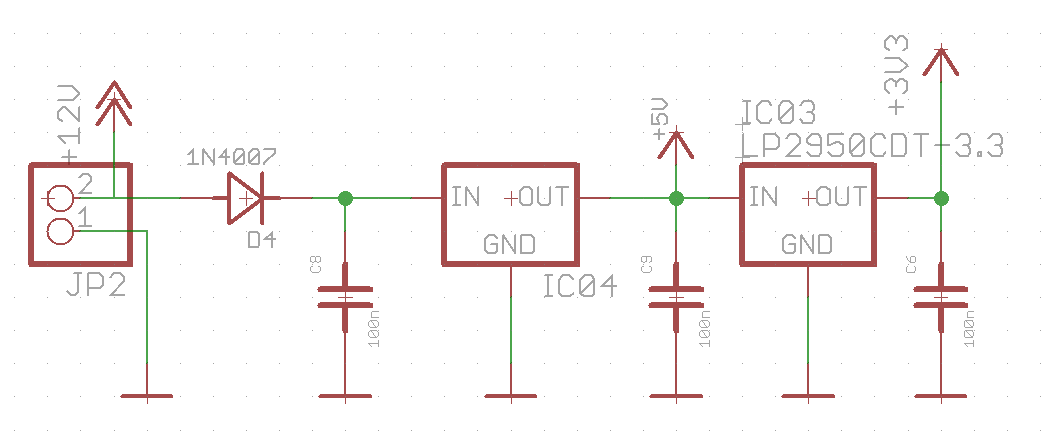 +12V
2
1
JP2
1N4007
D4
C8
100n
IN
OUT
GND
IC04
+5V
C9
100n
IC03
LP2950CDT-3.3
IN
OUT
GND
+3V3
C6
100n